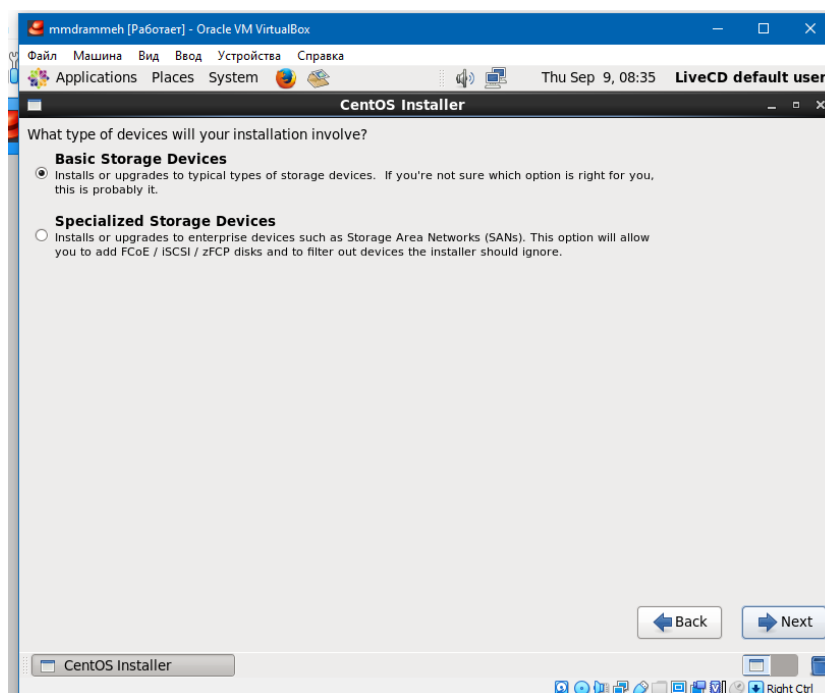 mmdrammeh [Работает] - Oracle VM VirtualBox
Файл Машина Вид Ввод Устройства Справка
Applications Places System Thu Sep 9, 08:35 LiveCD default user
CentOS Installer
What type of devices will your installation involve?
Basic Storage Devices
Installs or upgrades to typical types of storage devices. If you're not sure which option is right for you,
this is probably it.
Specialized Storage Devices
Installs or upgrades to enterprise devices such as Storage Area Networks (SANs). This option will allow
you to add FCoE / iSCSI / zFCP disks and to filter out devices the installer should ignore.
Back Next
CentOS Installer
Right Ctrl